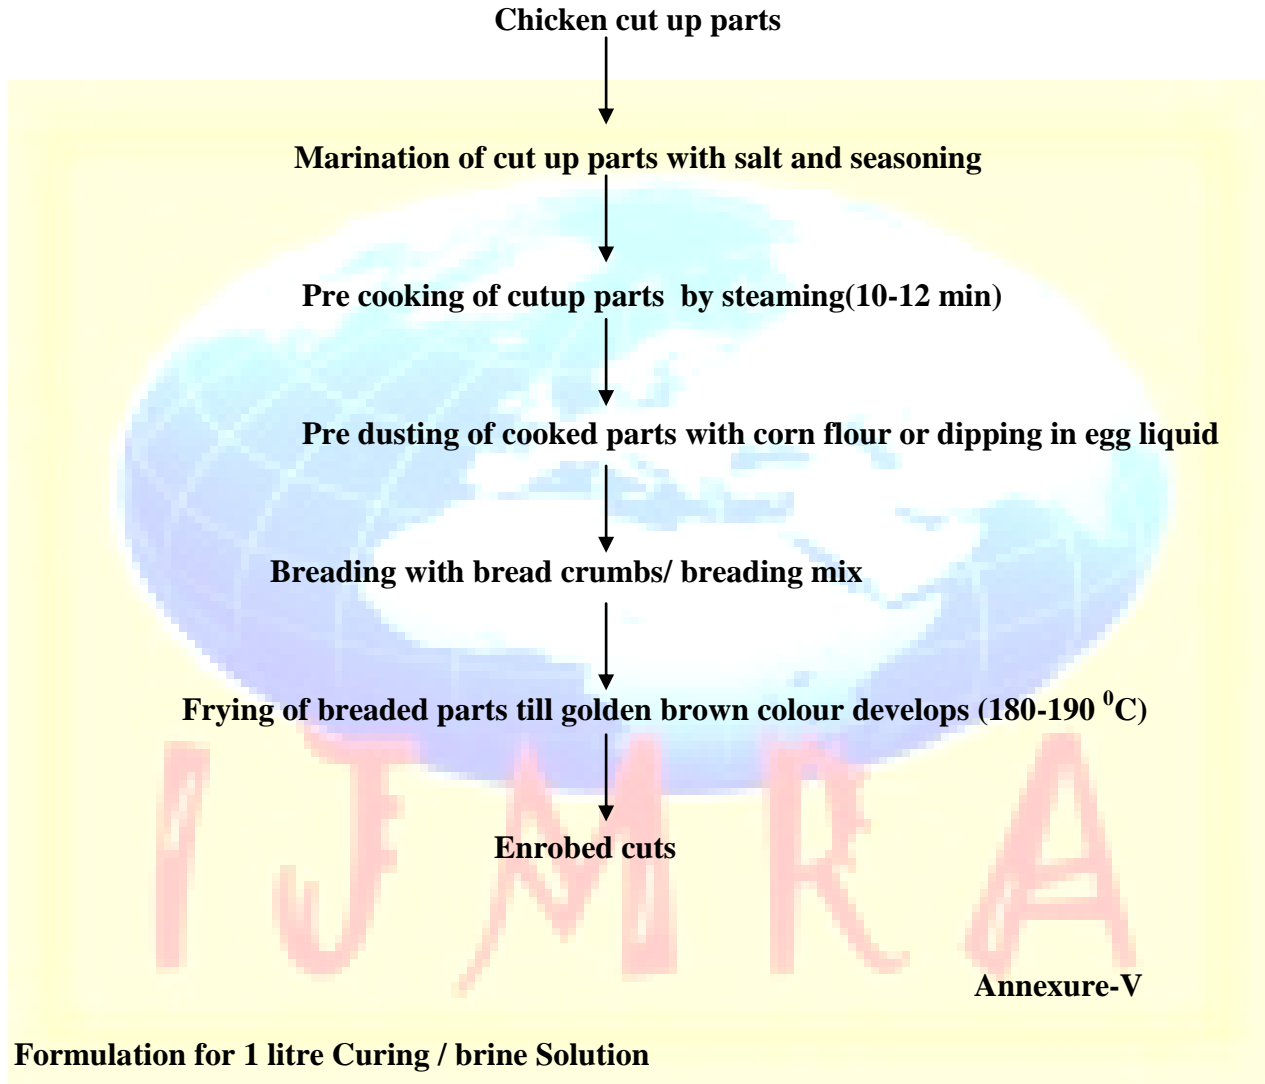 Chicken cut up parts
Marination of cut up parts with salt and seasoning
Pre cooking of cutup parts  by steaming(10-12 min)
Pre dusting of cooked parts with corn flour or dipping in egg liquid
Breading with bread crumbs/ breading mix
Frying of breaded parts till golden brown colour develops (180-190 ⁰C)
IJMRA
Enrobed cuts
Annexure-V
Formulation for 1 litre Curing / brine Solution